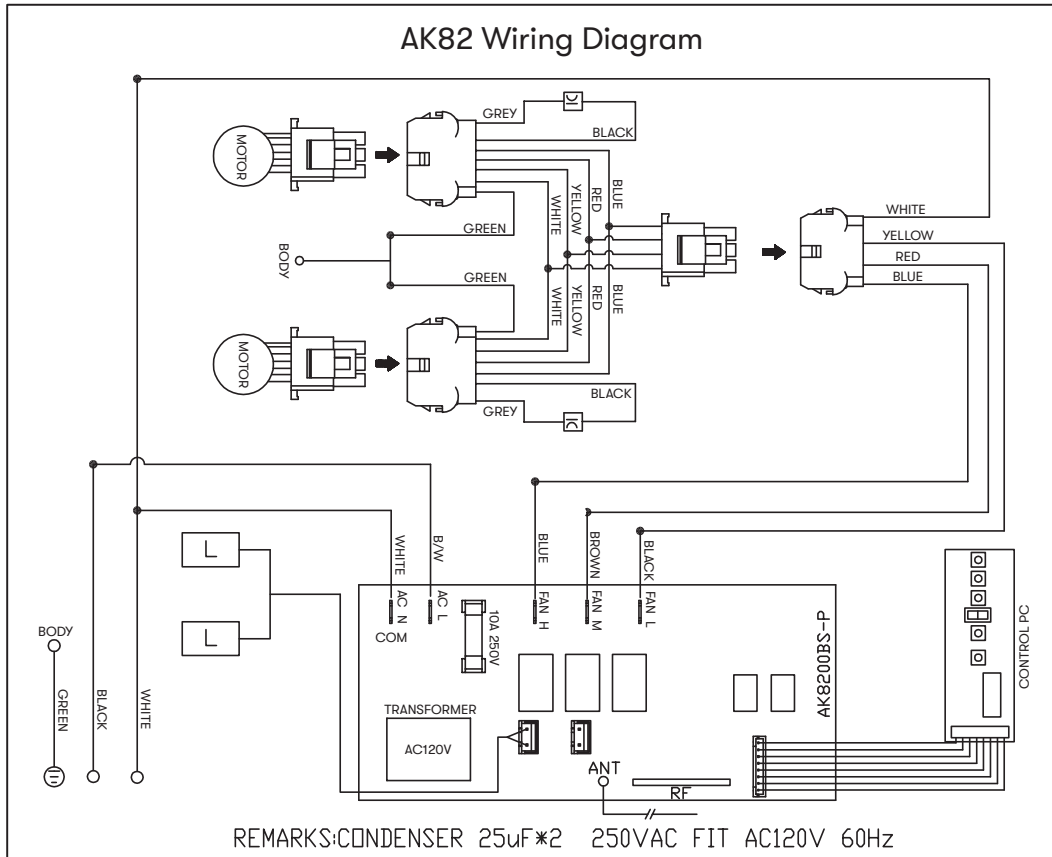 AK82 Wiring Diagram
GREY
BLACK
MOTOR
WHITE
YELLOW
RED
BLUE
GREEN
BODY
GREEN
WHITE
YELLOW
RED
BLUE
WHITE
YELLOW
RED
BLUE
MOTOR
BLACK
GREY
L
L
WHITE
B/W
BLUE
BROWN
BLACK
AC N
COM
AC L
10A 250V
FAN H
FAN M
FAN L
AK8200BS-P
CONTROL PC
BODY
GREEN
BLACK
WHITE
TRANSFORMER
AC120V
ANT
RF
REMARKS:CONDENSER 25uF*2 250VAC FIT AC120V 60Hz